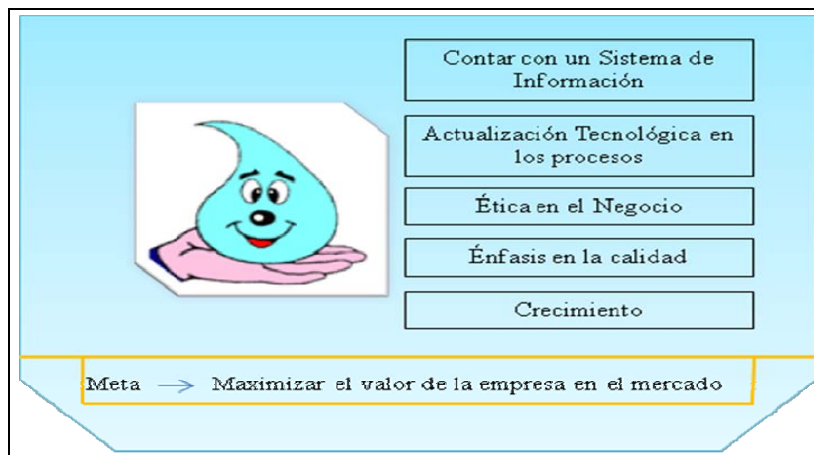 Contar con un Sistema de
Información
Actualización Tecnológica en
los procesos
Ética en el Negocio
Énfasis en la calidad
Crecimiento
Meta → Maximizar el valor de la empresa en el mercado